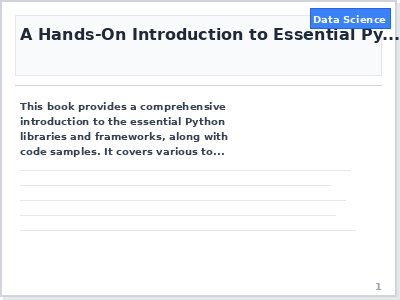 Data Science
A Hands-On Introduction to Essential Py...
This book provides a comprehensive
introduction to the essential Python
libraries and frameworks, along with
code samples. It covers various to...
1